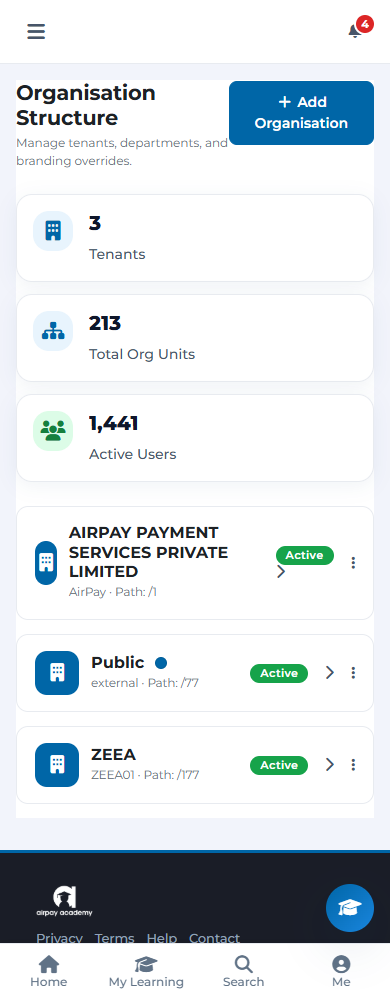 4
Organisation
Structure
Manage tenants, departments, and
branding overrides.
+ Add
Organisation
3
Tenants
213
Total Org Units
1,441
Active Users
AIRPAY PAYMENT
SERVICES PRIVATE
LIMITED
AirPay · Path: /1
Active
Public
external · Path: /77
Active
ZEEA
ZEEA01 · Path: /177
Active
airpay academy
Privacy Terms Help Contact
Home My Learning Search Me